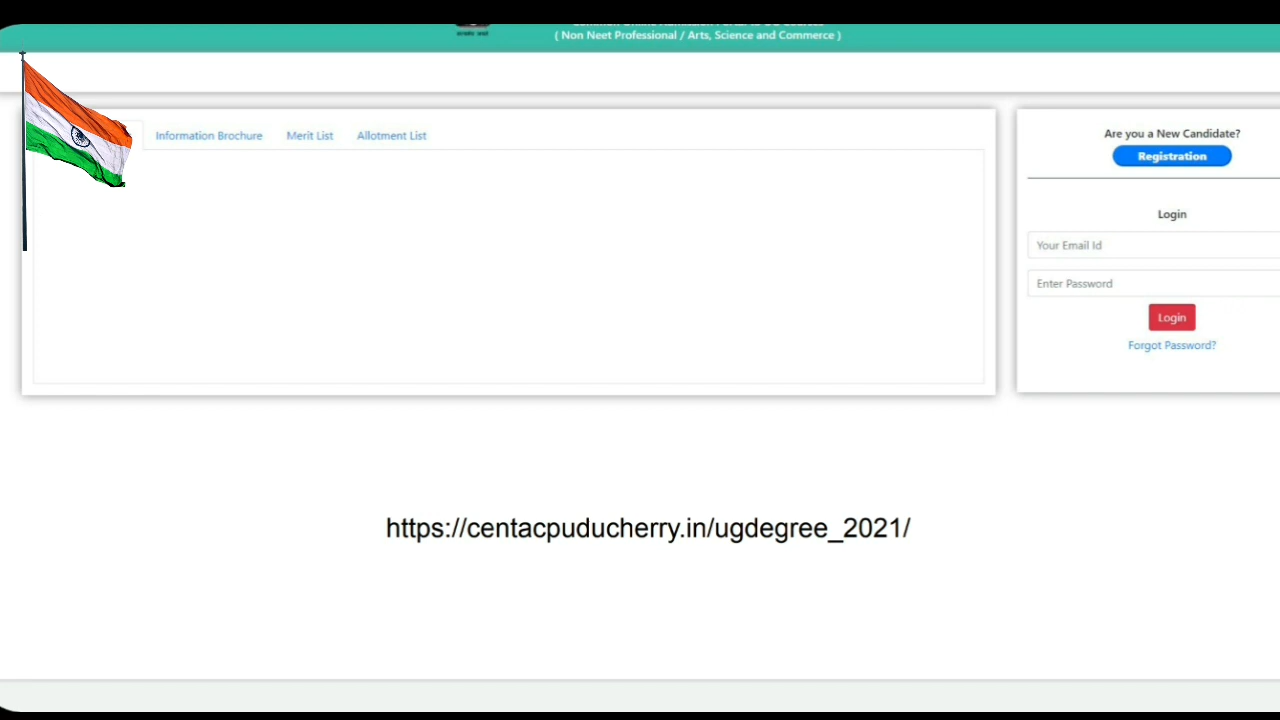 ( Non Neet Professional / Arts, Science and Commerce )
Information Brochure
Merit List
Allotment List
Are you a New Candidate?
Registration
Login
Your Email Id
Enter Password
Login
Forgot Password?
https://centacpuducherry.in/ugdegree_2021/